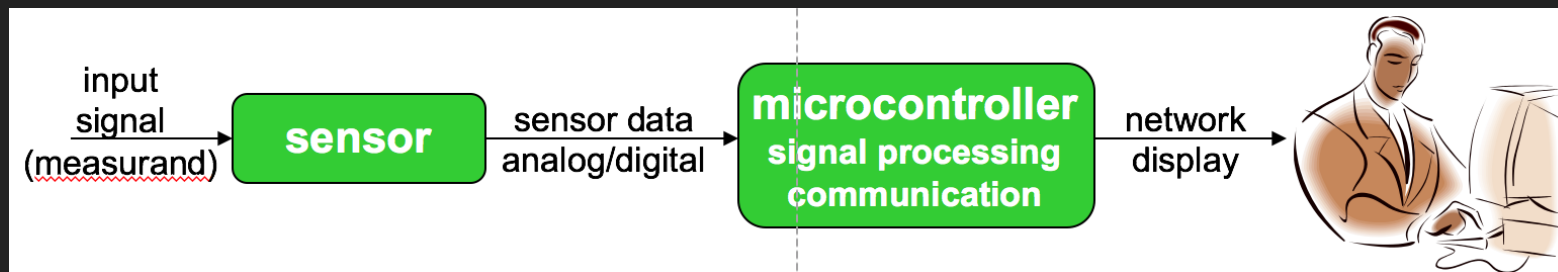 input
signal
(measurand)
sensor
sensor data
analog/digital
microcontroller
signal processing
communication
network
display